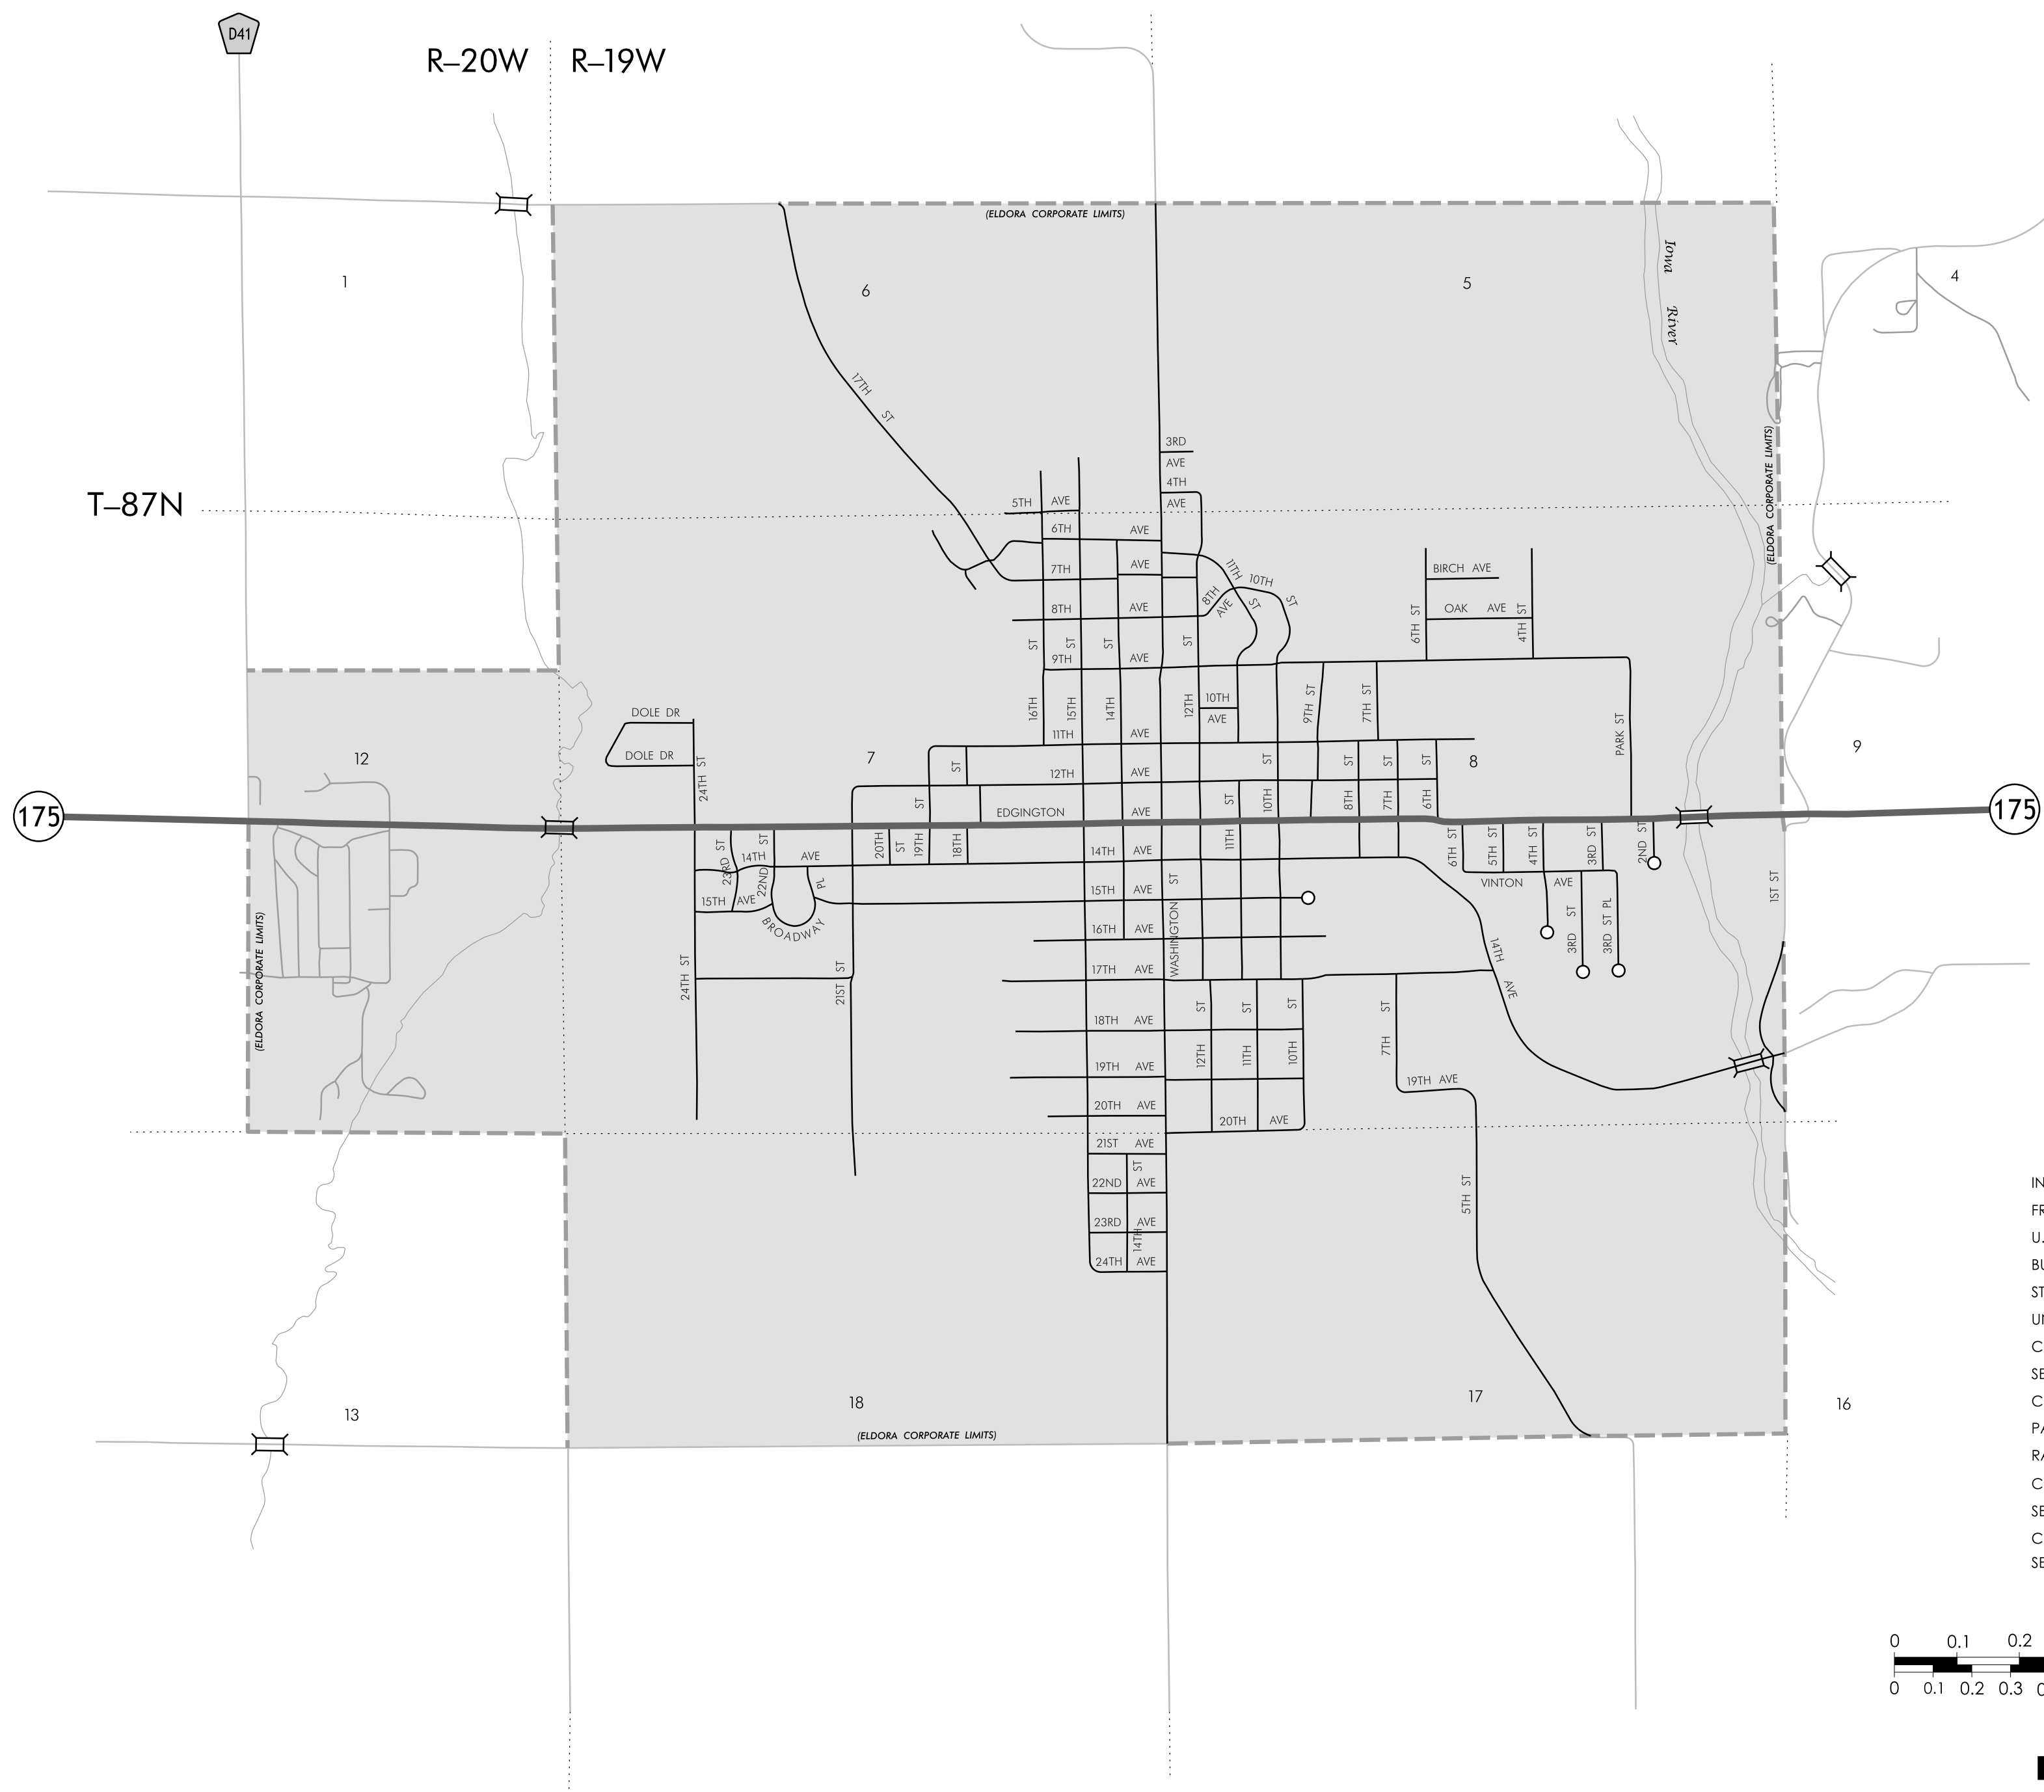 D41
R–20W R–19W
(ELDORA CORPORATE LIMITS)
Iowa River
1
6
5
4
17TH ST
3RD AVE
T–87N
4TH AVE
5TH AVE
(ELDORA CORPORATE LIMITS)
6TH AVE
7TH AVE
11TH ST
10TH ST
BIRCH AVE
8TH AVE
8TH AVE
OAK AVE
6TH ST
4TH ST
9TH AVE
16TH ST
15TH ST
14TH ST
12TH ST
10TH AVE
9TH ST
7TH ST
DOLE DR
DOLE DR
24TH ST
11TH AVE
PARK ST
12
7
8
9
12TH AVE
ST
ST
10TH ST
8TH ST
7TH ST
6TH ST
175
EDGINGTON AVE
175
20TH ST
19TH
18TH
11TH ST
23RD ST
22ND ST
14TH AVE
14TH AVE
6TH ST
5TH ST
4TH ST
3RD ST
2ND ST
15TH AVE
BROADWAY PL
15TH AVE
VINTON AVE
1ST ST
WASHINGTON ST
16TH AVE
3RD ST
3RD ST PL
14TH AVE
(ELDORA CORPORATE LIMITS)
24TH ST
21ST ST
17TH AVE
18TH AVE
12TH ST
11TH ST
10TH ST
7TH ST
19TH AVE
19TH AVE
20TH AVE
20TH AVE
21ST AVE
14TH ST
22ND AVE
5TH ST
23RD AVE
24TH AVE
IN
FR
U.
BU
ST
UN
C
SE
C
PA
RA
C
SE
C
SE
13
18
17
16
(ELDORA CORPORATE LIMITS)
0 0.1 0.2
0 0.1 0.2 0.3